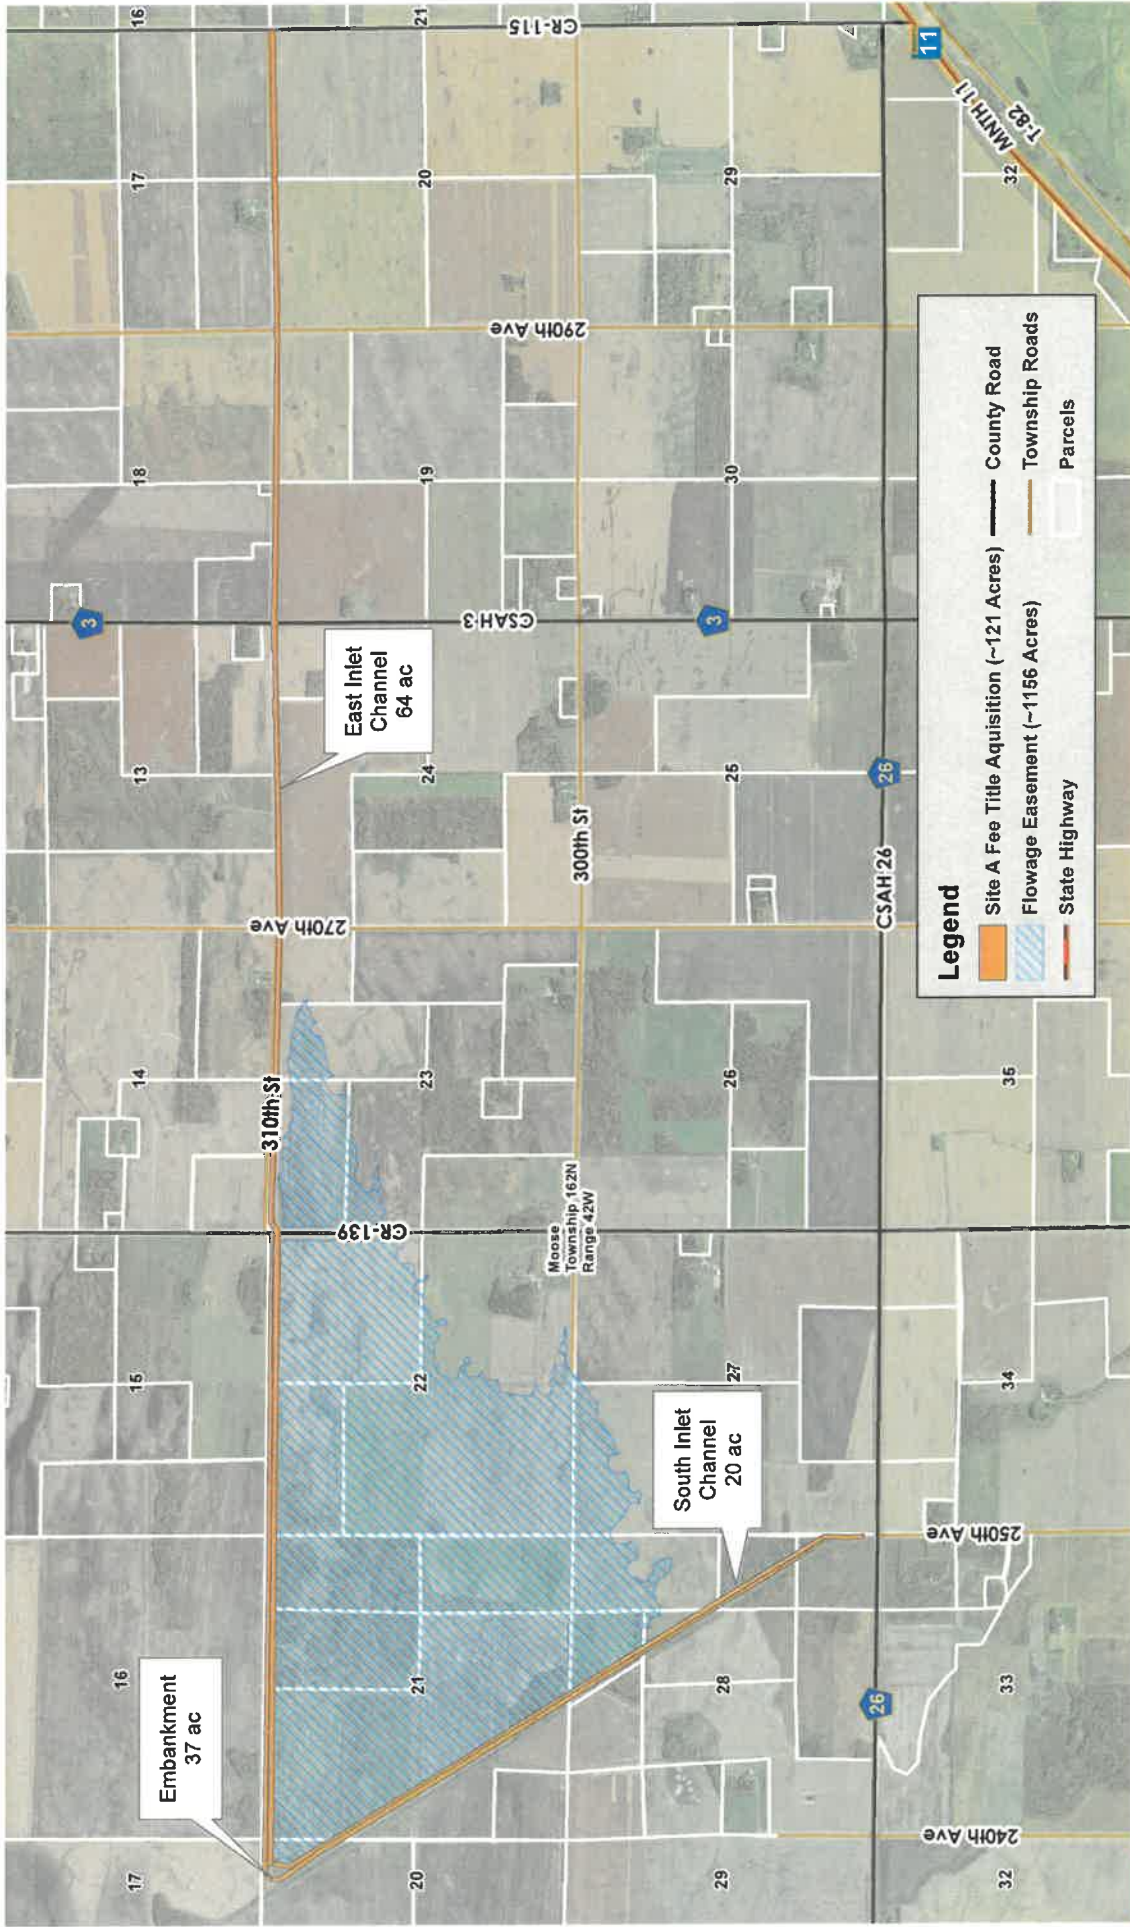 16
17
18
13
14
15
16
17
CR-115
290th Ave
3
CSAH 3
270th Ave
310th St
CR-139
East Inlet
Channel
64 ac
Embankment
37 ac
21
20
19
24
23
22
21
20
300th St
Moose
Township 162N
Range 42W
South Inlet
Channel
20 ac
29
30
3
25
26
27
28
29
CSAH 26
26
26
250th Ave
240th Ave
11
MNTH 11
T-82
32
35
34
33
32
Legend
Site A Fee Title Aquisition (~121 Acres)
Flowage Easement (~1156 Acres)
State Highway
County Road
Township Roads
Parcels